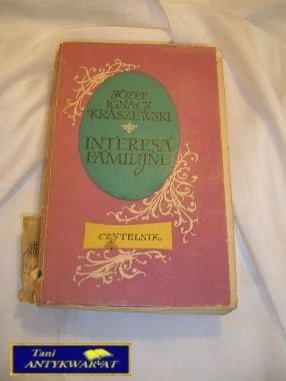 JÓZEF
IGNACY
KRASZEWSKI
INTERESA
FAMILIJNE
CZYTELNIK
Tani
ANTYKWARIAT